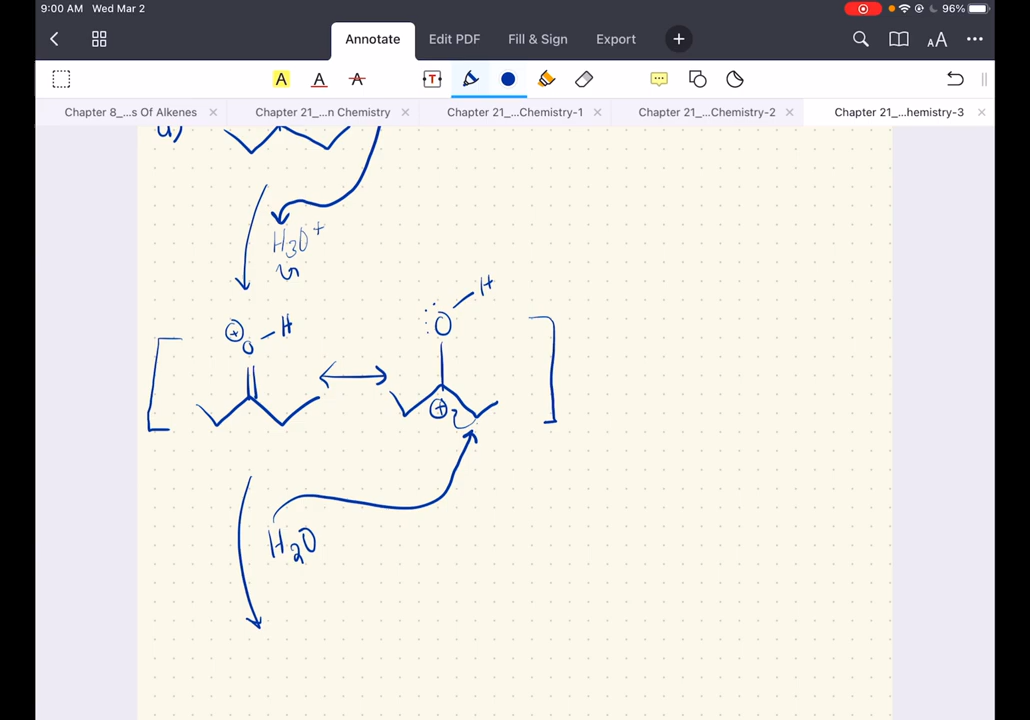 9:00 AM Wed Mar 2
96%
Annotate
Edit PDF
Fill & Sign
Export
A
A
A
T
AA
Chapter 8_...s Of Alkenes
Chapter 21_...n Chemistry
Chapter 21_...Chemistry-1
Chapter 21_...Chemistry-2
Chapter 21_...hemistry-3
a)
H3O+
+
O
H
O
H
+
H2O